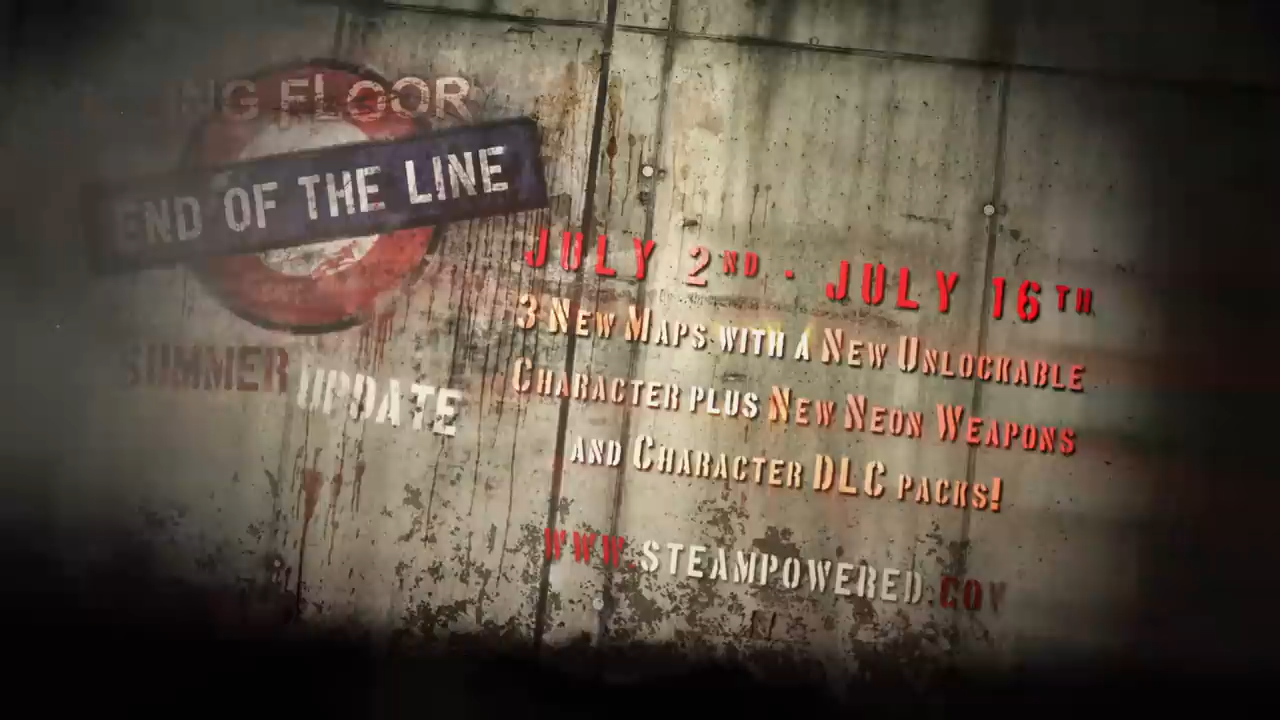 FLOOR
END OF THE LINE
SUMMER UPDATE
JULY 2ND - JULY 16TH
3 NEW MAPS WITH A NEW UNLOCKABLE
CHARACTER PLUS NEW NEON WEAPONS
AND CHARACTER DLC PACKS!
WWW.STEAMPOWERED.COM